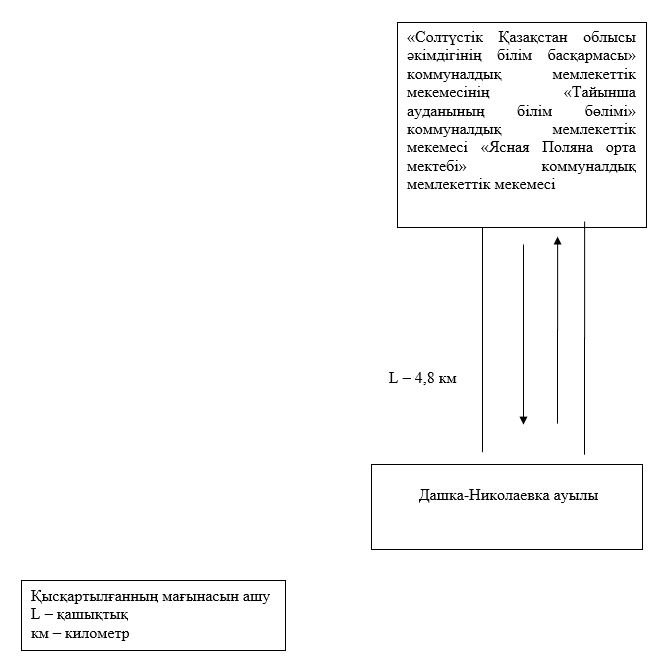 «Солтүстік Қазақстан облысы
әкімдігінің білім басқармасы»
коммуналдық мемлекеттік
мекемесінің «Тайынша
ауданының білім бөлімі»
коммуналдық мемлекеттік
мекемесі «Ясная Поляна орта
мектебі» коммуналдық
мемлекеттік мекемесі
L – 4,8 км
Дашка-Николаевка ауылы
Қысқартылғанның мағынасын ашу
L – қашықтық
км – километр